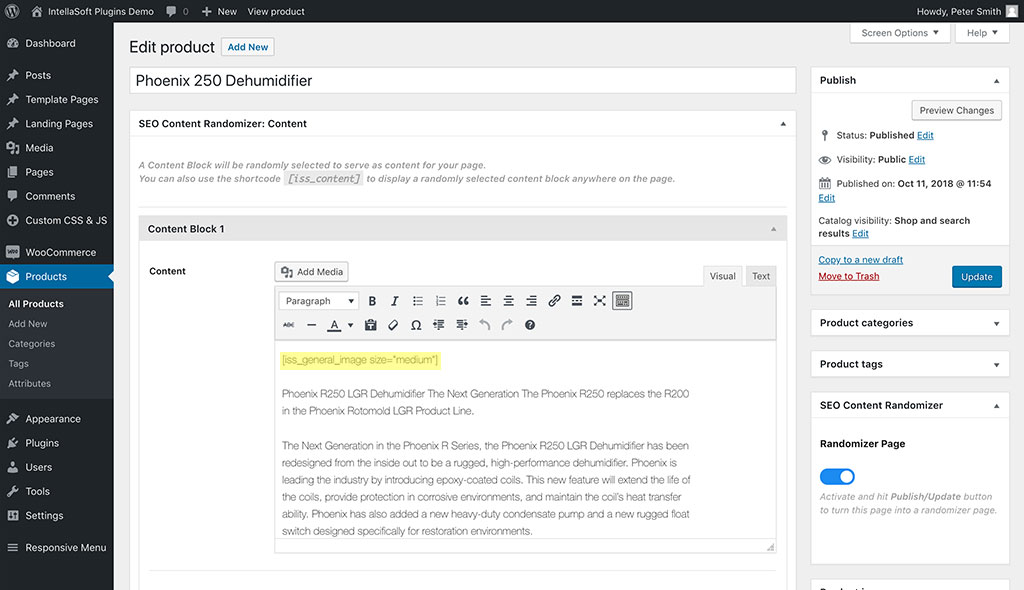 IntellaSoft Plugins Demo 0 New View product Howdy, Peter Smith
Dashboard
Posts
Template Pages
Landing Pages
Media
Pages
Comments
Custom CSS & JS
WooCommerce
Products
All Products
Add New
Categories
Tags
Attributes
Appearance
Plugins
Users
Tools
Settings
Responsive Menu
Screen Options Help
Edit product Add New
Phoenix 250 Dehumidifier
SEO Content Randomizer: Content
A Content Block will be randomly selected to serve as content for your page.
You can also use the shortcode [iss_content] to display a randomly selected content block anywhere on the page.
Content Block 1
Content
Add Media
Visual Text
Paragraph
B I
ABC A
[iss_general_image size="medium"]
Phoenix R250 LGR Dehumidifier The Next Generation The Phoenix R250 replaces the R200
in the Phoenix Rotomold LGR Product Line.
The Next Generation in the Phoenix R Series, the Phoenix R250 LGR Dehumidifier has been
redesigned from the inside out to be a rugged, high-performance dehumidifier. Phoenix is
leading the industry by introducing epoxy-coated coils. This new feature will extend the life of
the coils, provide protection in corrosive environments, and maintain the coil's heat transfer
ability. Phoenix has also added a new heavy-duty condensate pump and a new rugged float
switch designed specifically for restoration environments.
Publish
Preview Changes
Status: Published Edit
Visibility: Public Edit
Published on: Oct 11, 2018 @ 11:54
Edit
Catalog visibility: Shop and search
results Edit
Copy to a new draft
Move to Trash
Update
Product categories
Product tags
SEO Content Randomizer
Randomizer Page
Activate and hit Publish/Update button
to turn this page into a randomizer page.